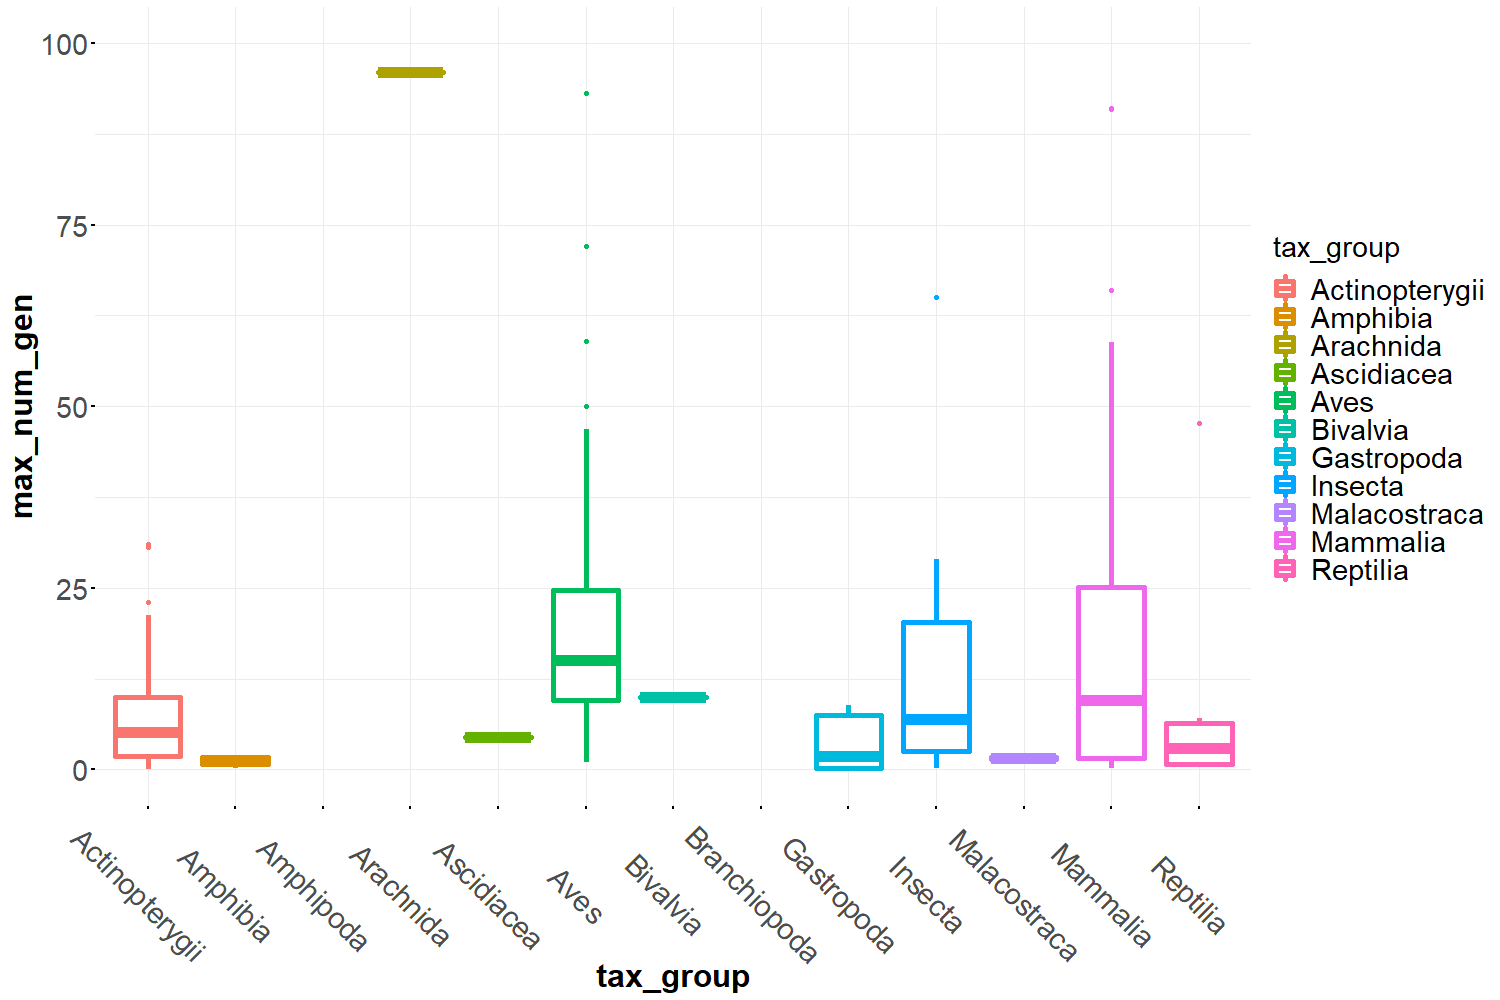 max_num_gen
100
75
50
25
0
Actinopterygii
Amphibia
Amphipoda
Arachnida
Ascidiacea
Aves
Bivalvia
Branchiopoda
Gastropoda
Insecta
Malacostraca
Mammalia
Reptilia
tax_group
tax_group
Actinopterygii
Amphibia
Arachnida
Ascidiacea
Aves
Bivalvia
Gastropoda
Insecta
Malacostraca
Mammalia
Reptilia